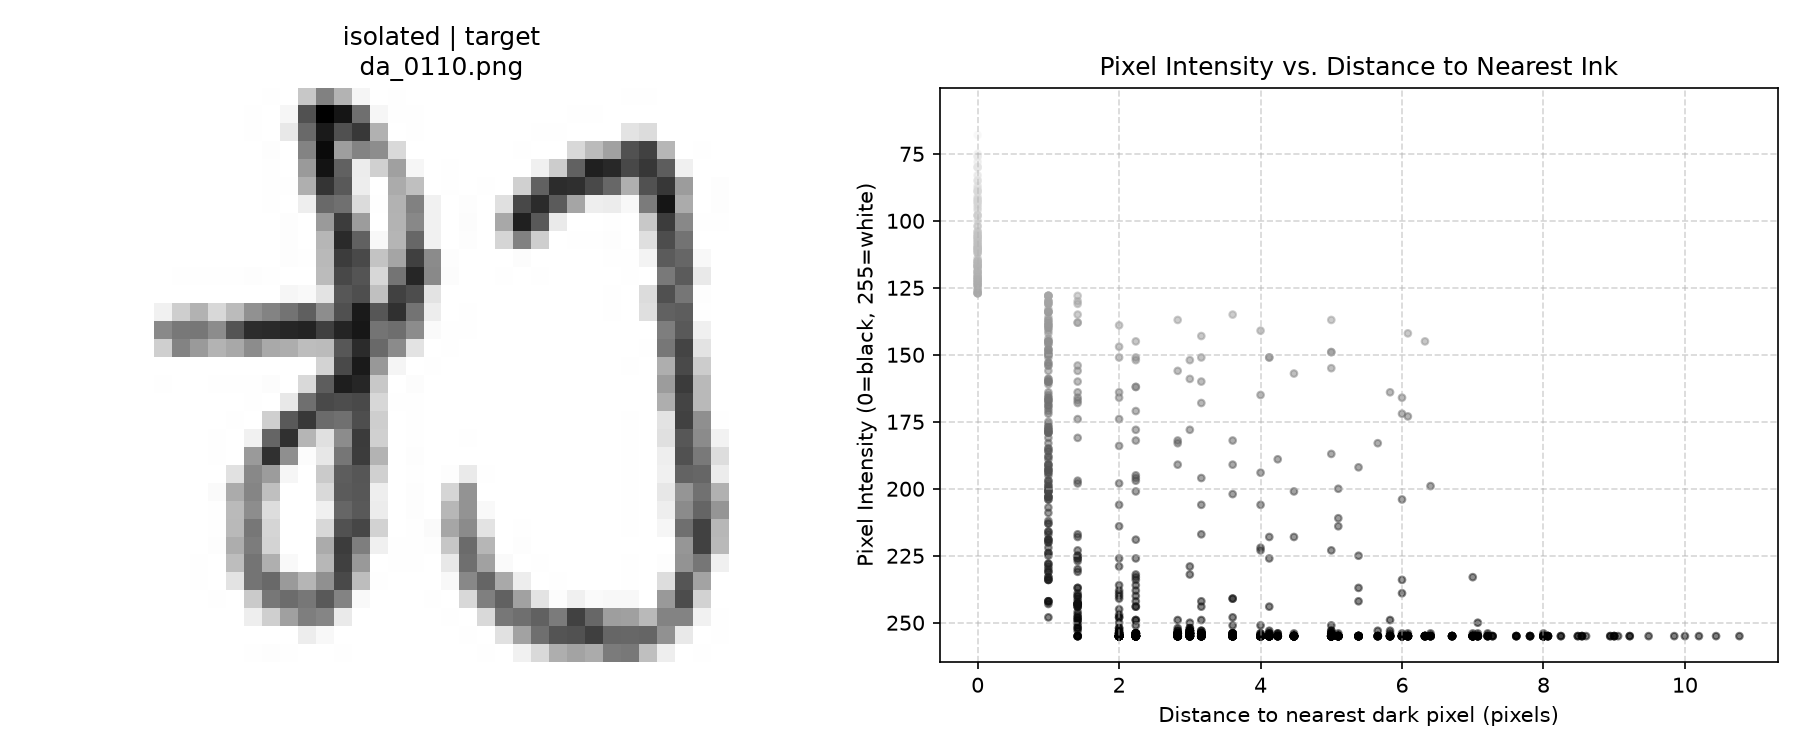 isolated | target
da_0110.png
Pixel Intensity vs. Distance to Nearest Ink
Pixel Intensity (0=black, 255=white)
75
100
125
150
175
200
225
250
0 2 4 6 8 10
Distance to nearest dark pixel (pixels)